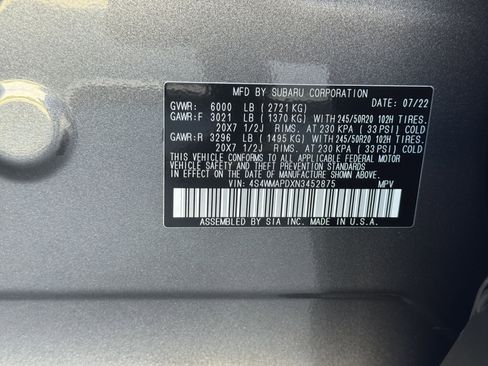 MFD BY SUBARU CORPORATION DATE: 07/22
GVWR: 6000 LB (2721 KG)
GAWR:F 3021 LB (1370 KG) WITH 245/50R20 102H TIRES.
20X7 1/2J RIMS. AT 230 KPA (33 PSI) COLD
GAWR:R 3296 LB (1495 KG) WITH 245/50R20 102H TIRES.
20X7 1/2J RIMS. AT 230 KPA (33 PSI) COLD
THIS VEHICLE CONFORMS TO ALL APPLICABLE FEDERAL MOTOR
VEHICLE SAFETY AND THEFT PREVENTION STANDARDS
IN EFFECT ON THE DATE OF MANUFACTURE SHOWN ABOVE.
VIN: 4S4WMAPDXN3452875 MPV
ASSEMBLED BY SIA INC. MADE IN U.S.A.